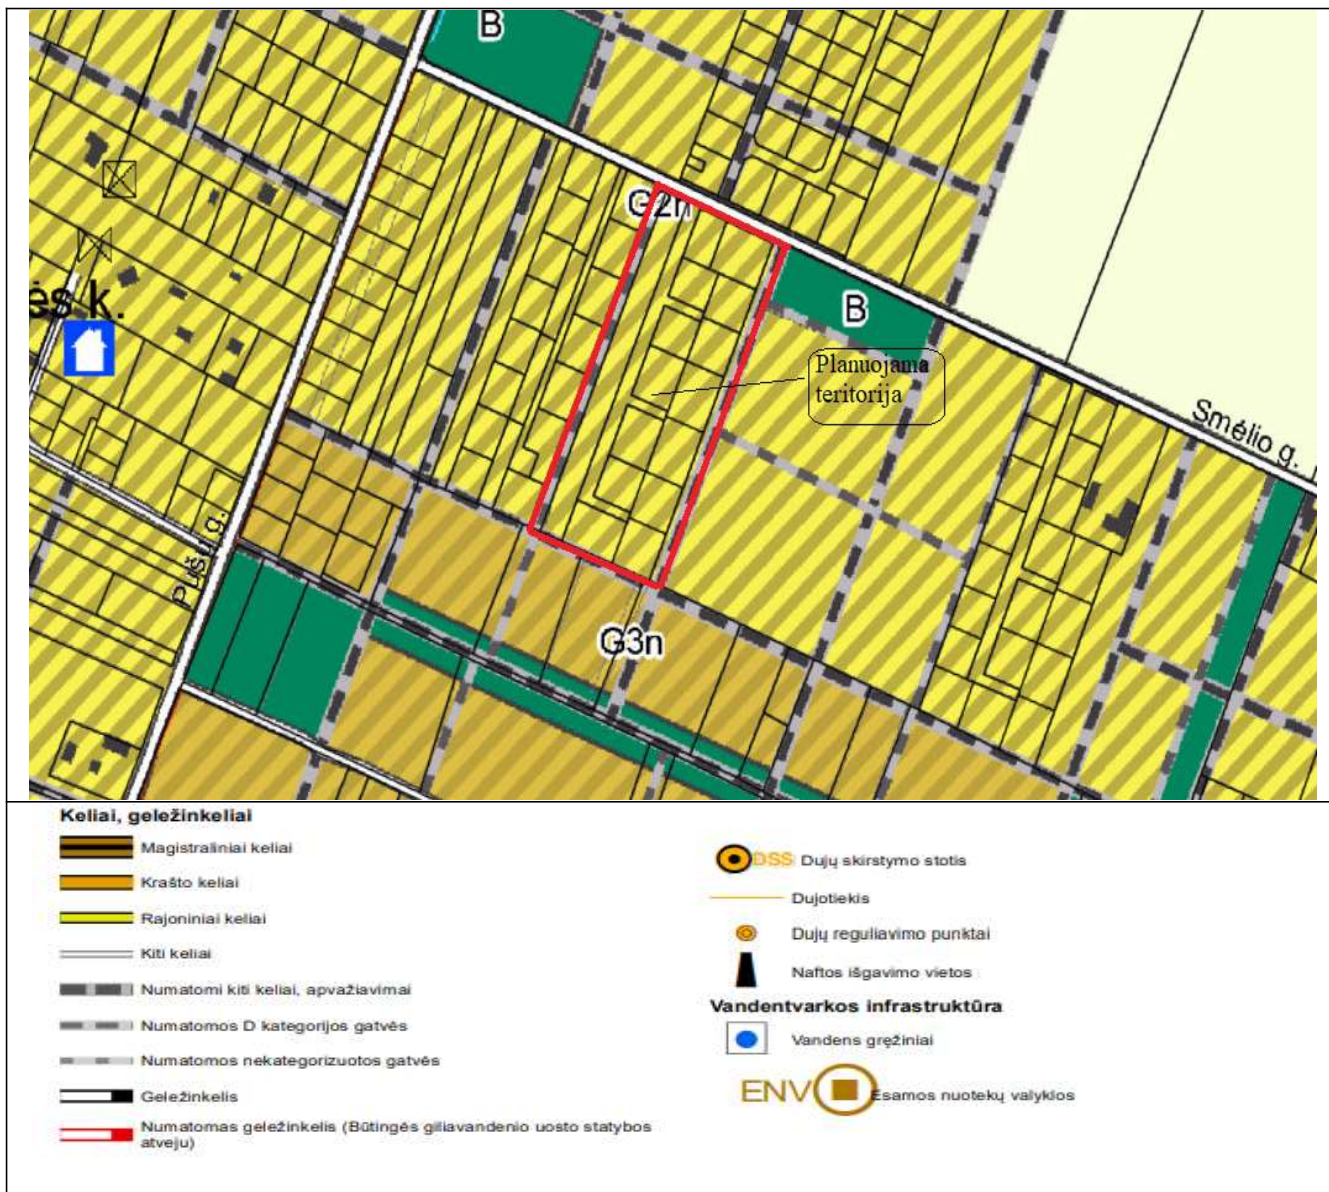 B
G2n
ės k.
B
Planuojama
teritorija
Smėlio g.
Pušų g.
G3n
Keliai, geležinkeliai
Magistraliniai keliai
Krašto keliai
Rajoniniai keliai
Kiti keliai
Numatomi kiti keliai, apvažiavimai
Numatomos D kategorijos gatvės
Numatomos nekategorizuotos gatvės
Geležinkelis
Numatomas geležinkelis (Būtingės giliavandenio uosto statybos
atveju)
DSS Dujų skirstymo stotis
Dujotiekis
Dujų reguliavimo punktai
Naftos išgavimo vietos
Vandentvarkos infrastruktūra
Vandens gręžiniai
ENV Esamos nuotekų valyklos